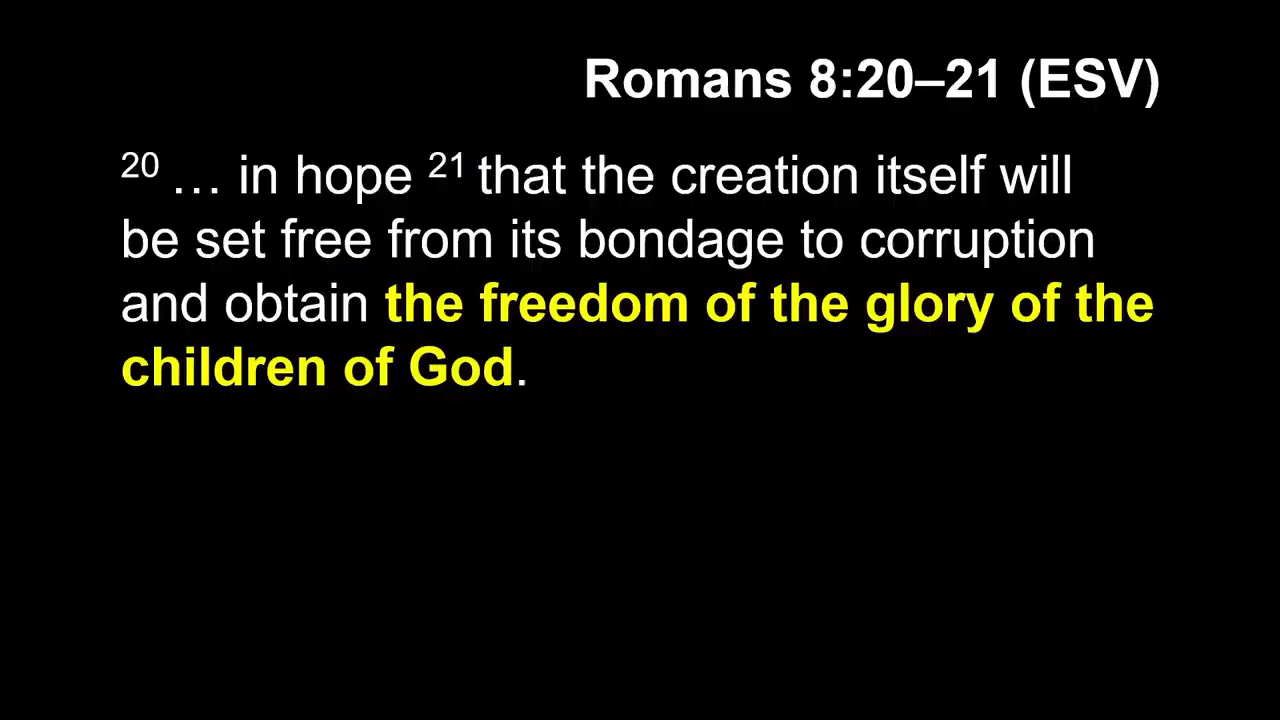 Romans 8:20–21 (ESV)
20 … in hope 21 that the creation itself will
be set free from its bondage to corruption
and obtain the freedom of the glory of the
children of God.